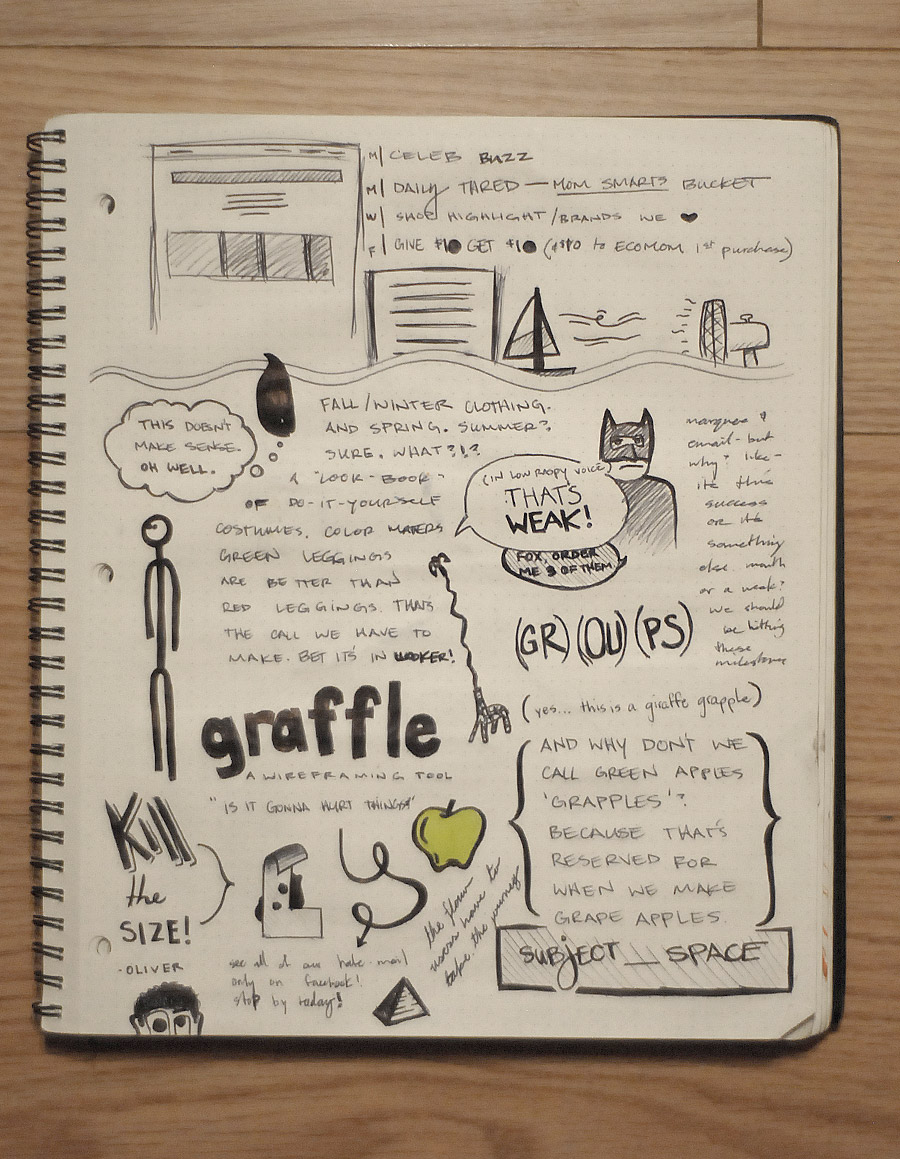 M| CELEB BUZZ
M| DAILY THRED — MOM SMARTS BUCKET
W| SHOE HIGHLIGHT / BRANDS WE ♥
F| GIVE $10 GET $10 ($10 to ECOMOM 1st purchase)
THIS DOESN'T
MAKE SENSE.
OH WELL.
FALL/WINTER CLOTHING.
AND SPRING. SUMMER?
SURE. WHAT?!?
A "LOOK-BOOK"
OF DO-IT-YOURSELF
COSTUMES. COLOR MATERS
GREEN LEGGINGS
ARE BETTER THAN
RED LEGGINGS. THAT'S
THE CALL WE HAVE TO
MAKE. BET IT'S IN
(IN LOW RASPY VOICE)
THAT'S
WEAK!
FOX, ORDER
ME 3 OF THEM
marquee &
email - but
why? like -
its this
success
or its
something
else. month
or a week?
we should
be hitting
these
milestones
(GR) (OU) (PS)
(yes... this is a giraffe grapple)
graffle
A WIREFRAMING TOOL
"IS IT GONNA HURT THINGS"
AND WHY DON'T WE
CALL GREEN APPLES
'GRAPPLES'?
BECAUSE THAT'S
RESERVED FOR
WHEN WE MAKE
GRAPE APPLES.
Kill
the
SIZE!
-OLIVER
see all of our hate-mail
only on facebook!
stop by today!
the flow
worm have to
take the journey
SUBJECT __ SPACE